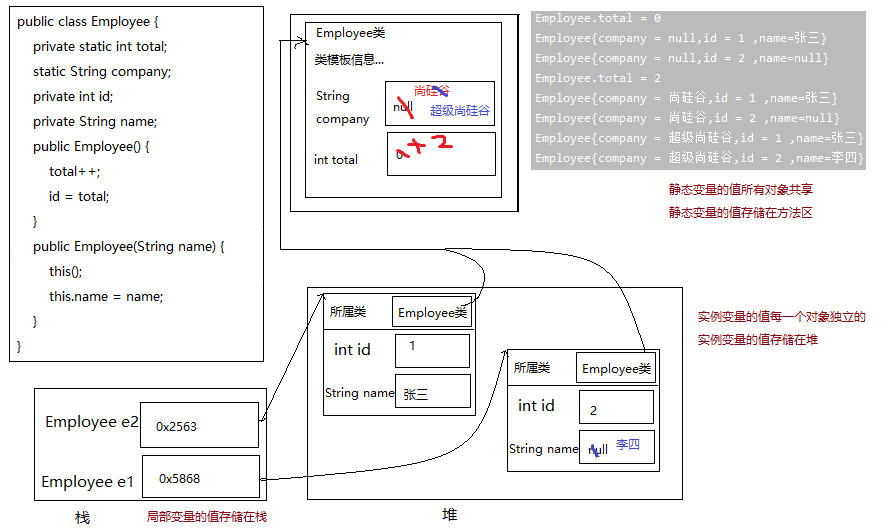 public class Employee {
private static int total;
static String company;
private int id;
private String name;
public Employee() {
total++;
id = total;
}
public Employee(String name) {
this();
this.name = name;
}
}
Employee类
类模板信息...
String company
null
尚硅谷
超级尚硅谷
int total
0
1
2
Employee.total = 0
Employee{company = null,id = 1 ,name=张三}
Employee{company = null,id = 2 ,name=null}
Employee.total = 2
Employee{company = 尚硅谷,id = 1 ,name=张三}
Employee{company = 尚硅谷,id = 2 ,name=null}
Employee{company = 超级尚硅谷,id = 1 ,name=张三}
Employee{company = 超级尚硅谷,id = 2 ,name=李四}
静态变量的值所有对象共享
静态变量的值存储在方法区
实例变量的值每一个对象独立的
实例变量的值存储在堆
所属类
Employee类
int id
1
String name
张三
所属类
Employee类
int id
2
String name
null
李四
Employee e2
0x2563
Employee e1
0x5868
栈
局部变量的值存储在栈
堆